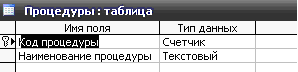 Процедуры : таблица
Имя поля Тип данных
Код процедуры Счетчик
Наименование процедуры Текстовый